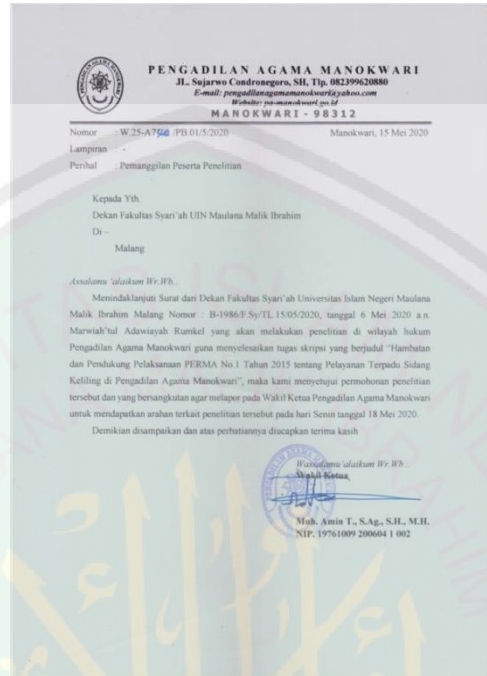 PENGADILAN AGAMA MANOKWARI
JL. Sujarwo Condronegoro, SH, Tlp. 082399620880
E-mail: pengadilanagamamanokwari@yahoo.com
Website: pa-manokwari.go.id
MANOKWARI - 98312
Nomor : W.25-A7/ /PB.01/5/2020 Manokwari, 15 Mei 2020
Lampiran : -
Perihal : Pemanggilan Peserta Penelitian
Kepada Yth.
Dekan Fakultas Syari'ah UIN Maulana Malik Ibrahim
Di –
Malang
Assalamu 'alaikum Wr.Wb..
Menindaklanjuti Surat dari Dekan Fakultas Syari'ah Universitas Islam Negeri Maulana
Malik Ibrahim Malang Nomor : B-1986/F.Sy/TL.15/05/2020, tanggal 6 Mei 2020 a.n.
Marwiah'tul Adawiyah Rumkel yang akan melakukan penelitian di wilayah hukum
Pengadilan Agama Manokwari guna menyelesaikan tugas skripsi yang berjudul "Hambatan
dan Pendukung Pelaksanaan PERMA No.1 Tahun 2015 tentang Pelayanan Terpadu Sidang
Keliling di Pengadilan Agama Manokwari", maka kami menyetujui permohonan penelitian
tersebut dan yang bersangkutan agar melapor pada Wakil Ketua Pengadilan Agama Manokwari
untuk mendapatkan arahan terkait penelitian tersebut pada hari Senin tanggal 18 Mei 2020.
Demikian disampaikan dan atas perhatiannya diucapkan terima kasih
Wassalamu 'alaikum Wr.Wb
Wakil Ketua,
Muh. Amin T., S.Ag., S.H., M.H.
NIP. 19761009 200604 1 002